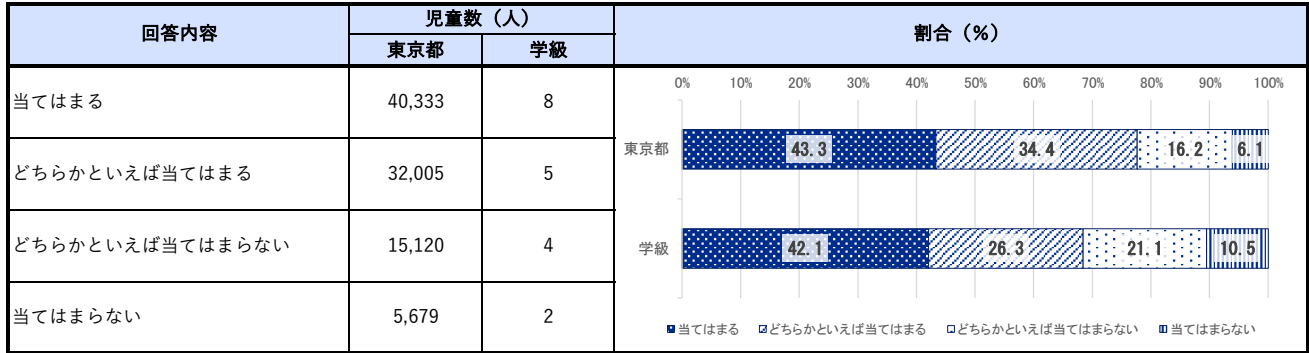 回答内容 児童数（人） 割合（%）
東京都 学級
0% 10% 20% 30% 40% 50% 60% 70% 80% 90% 100%
当てはまる 40,333 8
東京都 43.3 34.4 16.2 6.1
どちらかといえば当てはまる 32,005 5
どちらかといえば当てはまらない 15,120 4
学級 42.1 26.3 21.1 10.5
当てはまらない 5,679 2
当てはまる どちらかといえば当てはまる どちらかといえば当てはまらない 当てはまらない